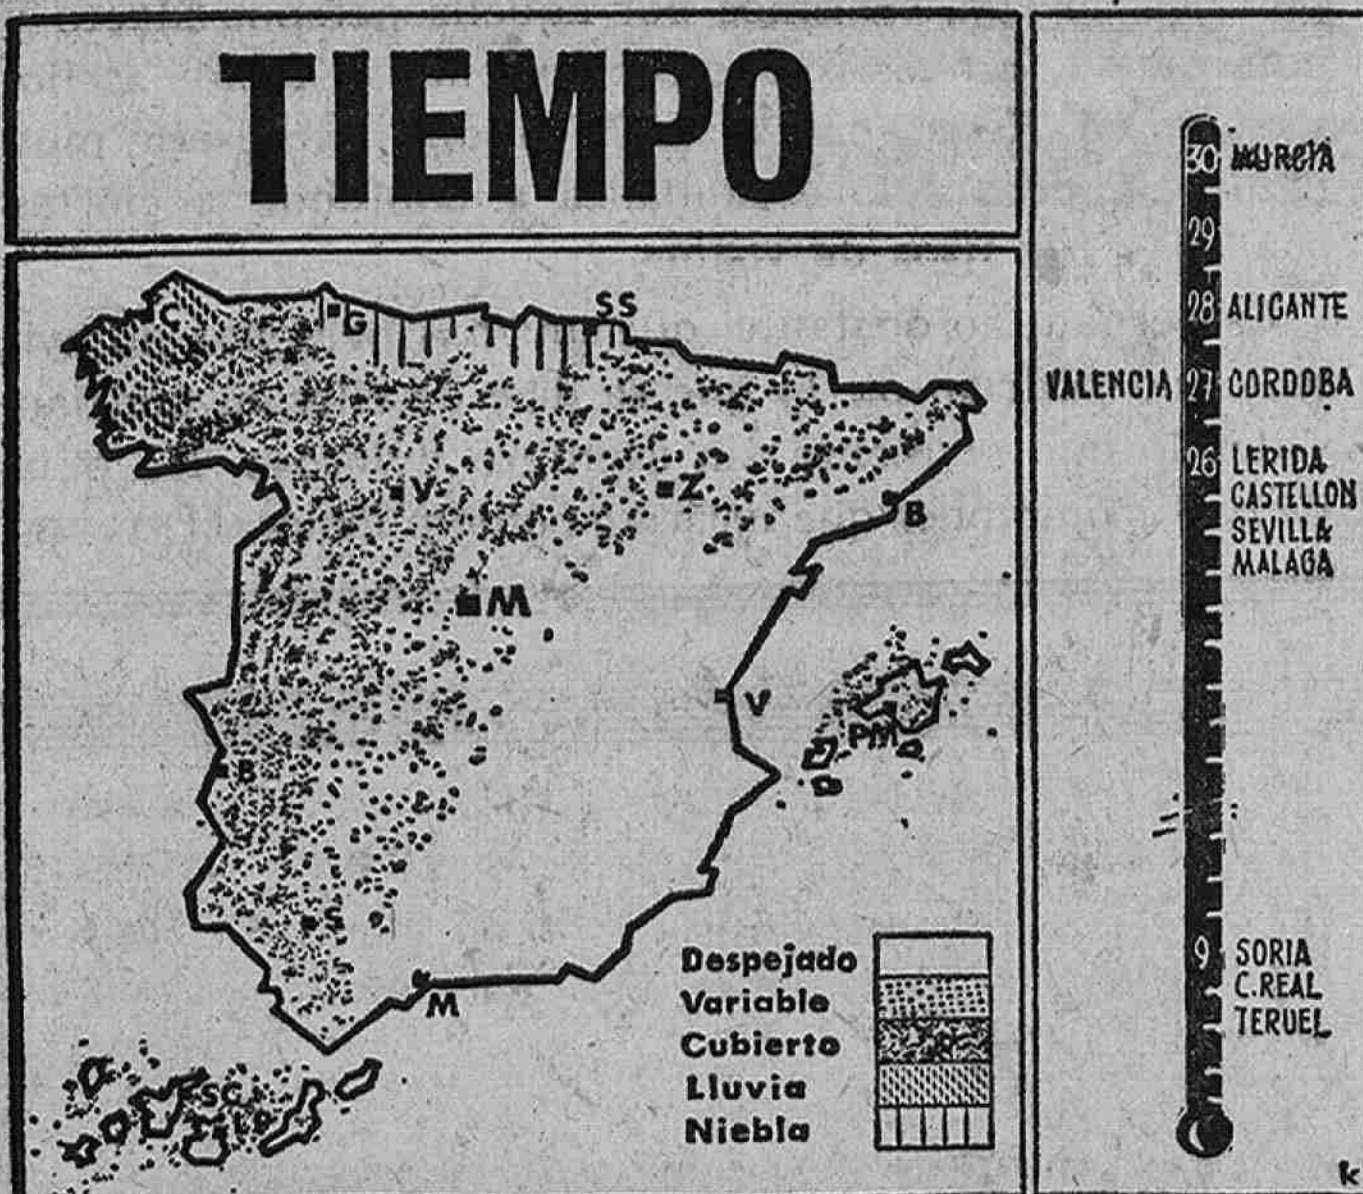 TIEMPO
C
G
SS
V
Z
B
M
V
PM
B
S
M
SC
LP
Despejado
Variable
Cubierto
Lluvia
Niebla
30 MURCIA
29
28 ALICANTE
VALENCIA 27 CORDOBA
26 LERIDA
CASTELLON
SEVILLA
MALAGA
9 SORIA
C.REAL
TERUEL
k